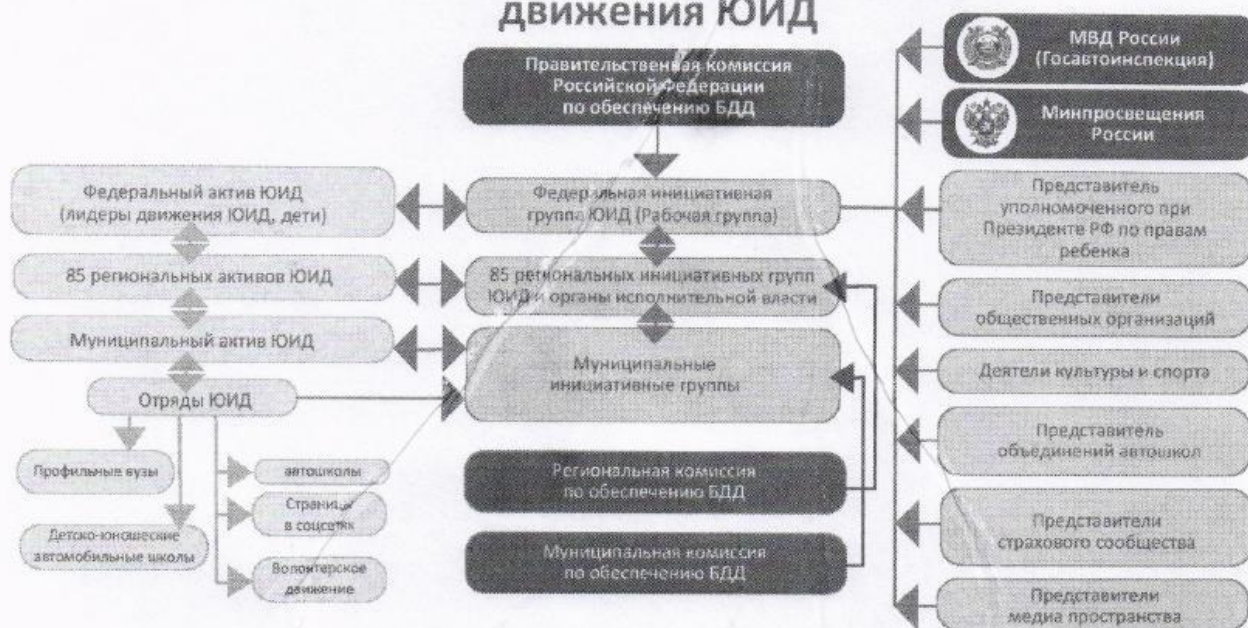 движения ЮИД
Правительственная комиссия
Российской Федерации
по обеспечению БДД
МВД России
(Госавтоинспекция)
Минпросвещения
России
Федеральный актив ЮИД
(лидеры движения ЮИД, дети)
Федеральная инициативная
группа ЮИД (Рабочая группа)
Представитель
уполномоченного при
Президенте РФ по правам
ребенка
85 региональных активов ЮИД
85 региональных инициативных групп
ЮИД и органы исполнительной власти
Представители
общественных организаций
Муниципальный актив ЮИД
Муниципальные
инициативные группы
Деятели культуры и спорта
Отряды ЮИД
Представитель
объединений автошкол
Профильные вузы
автошколы
Региональная комиссия
по обеспечению БДД
Страницы
в соцсетях
Представители
страхового сообщества
Детско-юношеские
автомобильные школы
Муниципальная комиссия
по обеспечению БДД
Волонтерское
движение
Представители
медиа пространства